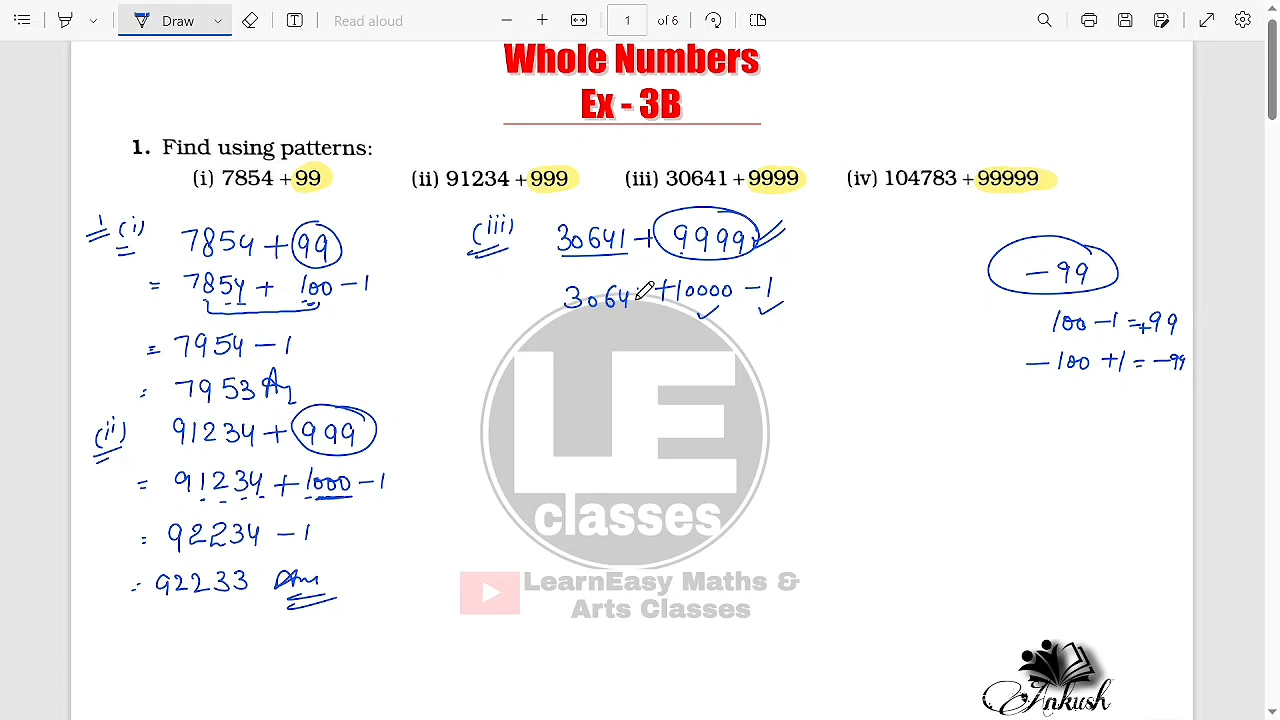 Draw
Read aloud
1
of 6
Whole Numbers
Ex - 3B
1. Find using patterns:
(i) 7854 + 99 (ii) 91234 + 999 (iii) 30641 + 9999 (iv) 104783 + 99999
1 (i) 7854 + 99
= 7854 + 100 - 1
= 7954 - 1
= 7953 Ans
(ii) 91234 + 999
= 91234 + 1000 - 1
= 92234 - 1
= 92233 Ans
(iii) 30641 + 9999
3064 + 10000 - 1
- 99
100 - 1 = +99
- 100 + 1 = -99
LE
classes
LearnEasy Maths &
Arts Classes
Ankush